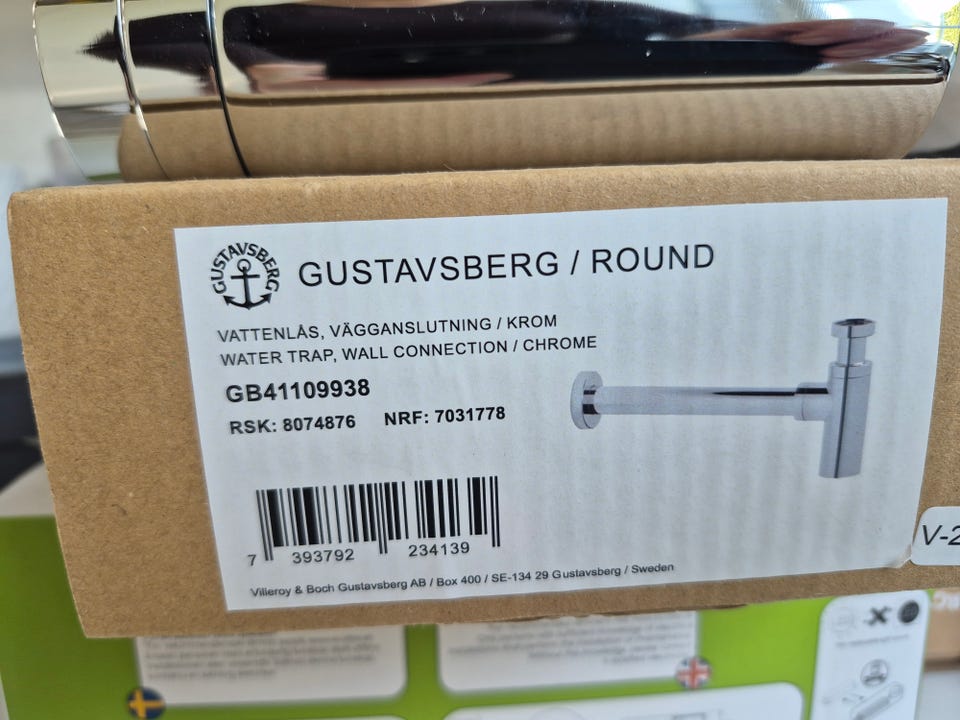 GUSTAVSBERG
GUSTAVSBERG / ROUND
VATTENLÅS, VÄGGANSLUTNING / KROM
WATER TRAP, WALL CONNECTION / CHROME
GB41109938
RSK: 8074876 NRF: 7031778
7 393792 234139
Villeroy & Boch Gustavsberg AB / Box 400 / SE-134 29 Gustavsberg / Sweden
V-2